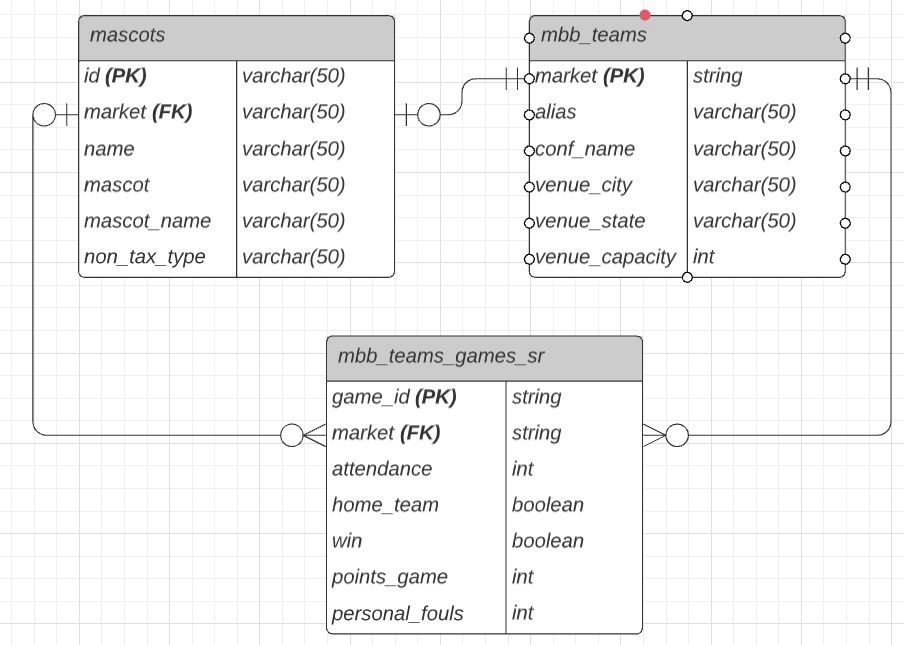 mascots
id (PK) varchar(50)
market (FK) varchar(50)
name varchar(50)
mascot varchar(50)
mascot_name varchar(50)
non_tax_type varchar(50)
mbb_teams
market (PK) string
alias varchar(50)
conf_name varchar(50)
venue_city varchar(50)
venue_state varchar(50)
venue_capacity int
mbb_teams_games_sr
game_id (PK) string
market (FK) string
attendance int
home_team boolean
win boolean
points_game int
personal_fouls int